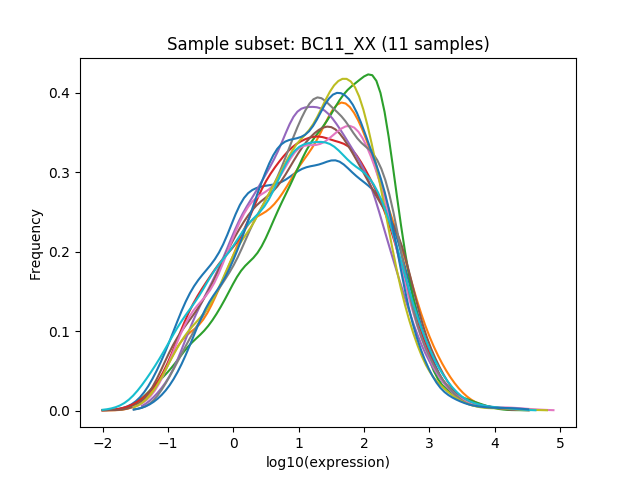 Sample subset: BC11_XX (11 samples)
Frequency
0.4
0.3
0.2
0.1
0.0
−2 −1 0 1 2 3 4 5
log10(expression)